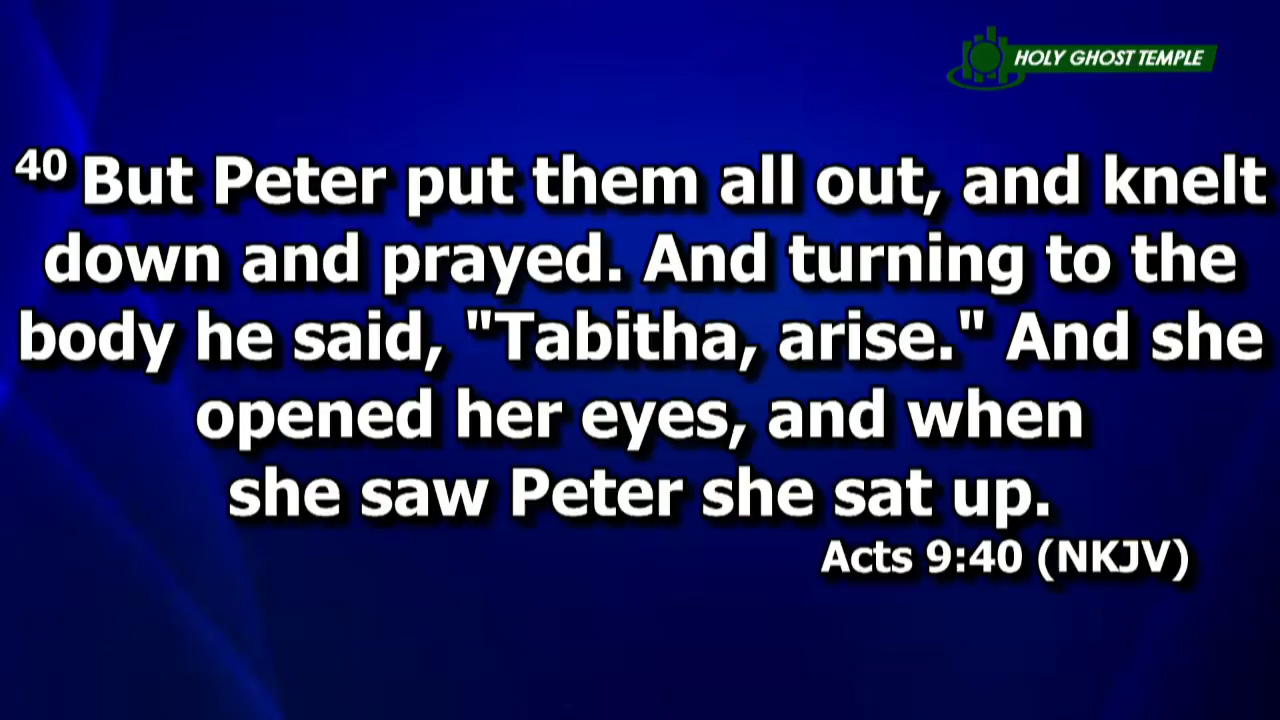 HOLY GHOST TEMPLE
40 But Peter put them all out, and knelt
down and prayed. And turning to the
body he said, "Tabitha, arise." And she
opened her eyes, and when
she saw Peter she sat up.
Acts 9:40 (NKJV)